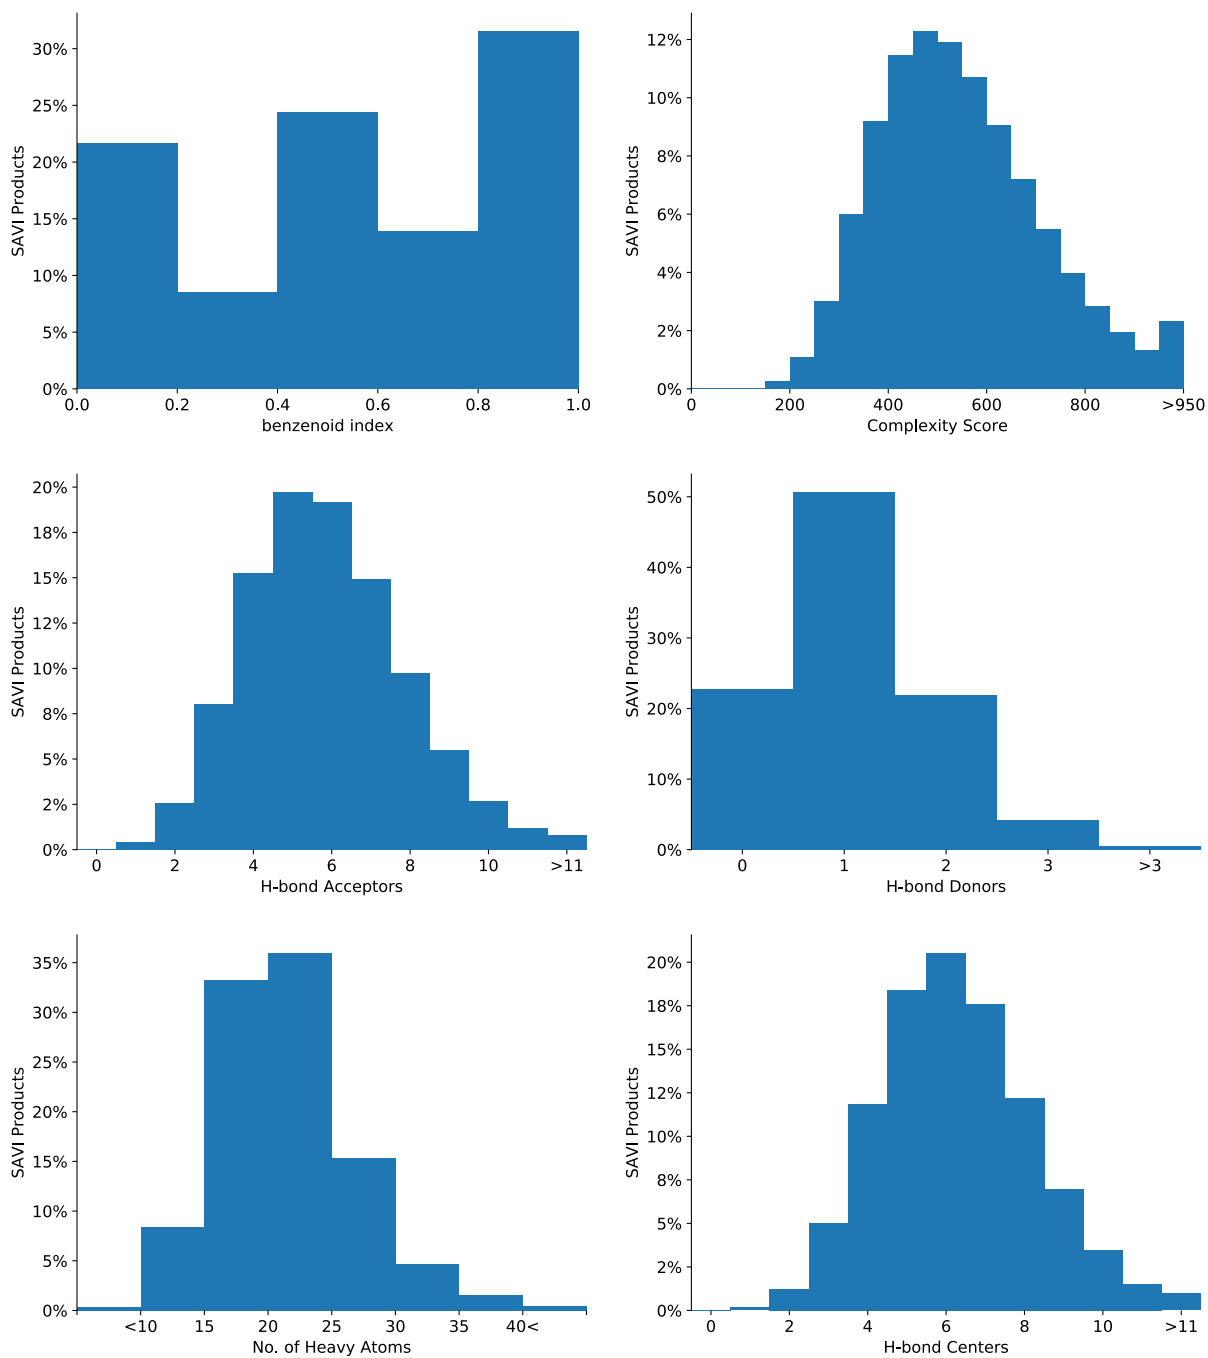 SAVI Products
30%
25%
20%
15%
10%
5%
0%
0.0 0.2 0.4 0.6 0.8 1.0
benzenoid index
SAVI Products
12%
10%
8%
6%
4%
2%
0%
0 200 400 600 800 >950
Complexity Score
SAVI Products
20%
18%
15%
12%
10%
8%
5%
2%
0%
0 2 4 6 8 10 >11
H-bond Acceptors
SAVI Products
50%
40%
30%
20%
10%
0%
0 1 2 3 >3
H-bond Donors
SAVI Products
35%
30%
25%
20%
15%
10%
5%
0%
<10 15 20 25 30 35 40<
No. of Heavy Atoms
SAVI Products
20%
18%
15%
12%
10%
8%
5%
2%
0%
0 2 4 6 8 10 >11
H-bond Centers